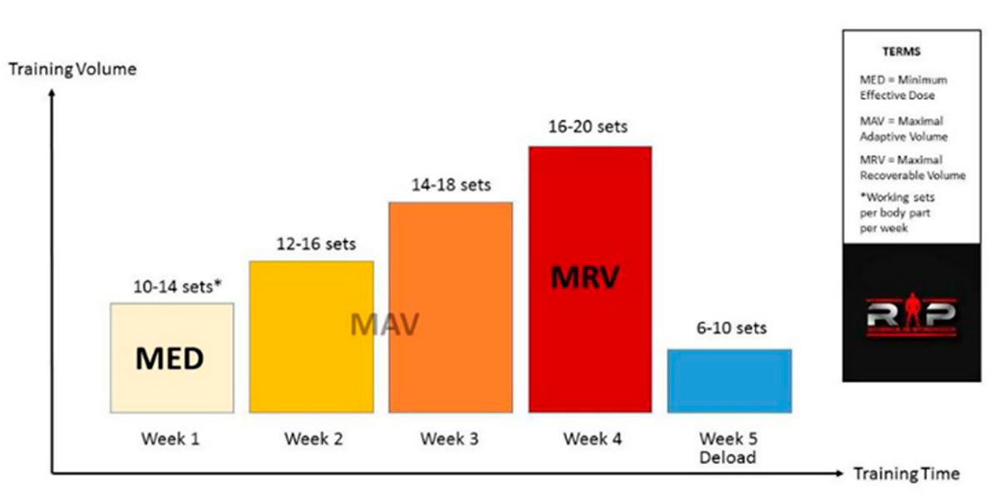 Training Volume
TERMS
MED = Minimum
Effective Dose
MAV = Maximal
Adaptive Volume
MRV = Maximal
Recoverable Volume
*Working sets
per body part
per week
16-20 sets
14-18 sets
12-16 sets
10-14 sets*
6-10 sets
MED
MAV
MRV
RP
Week 1
Week 2
Week 3
Week 4
Week 5
Deload
Training Time